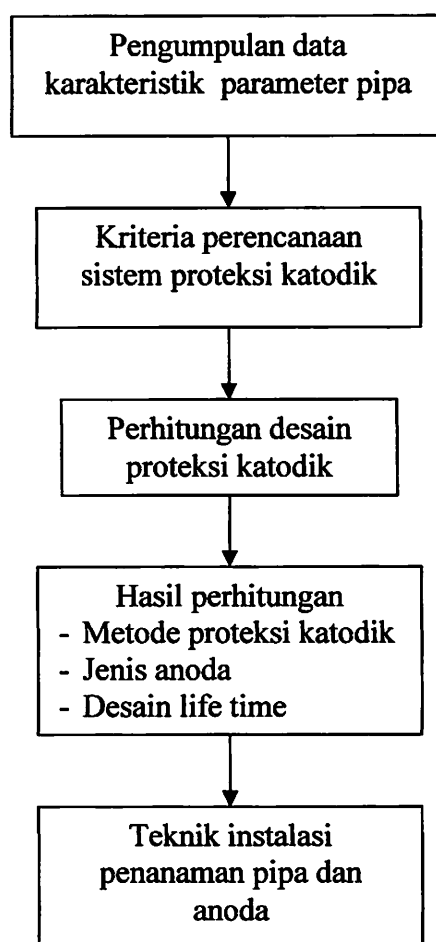 Pengumpulan data
karakteristik parameter pipa
Kriteria perencanaan
sistem proteksi katodik
Perhitungan desain
proteksi katodik
Hasil perhitungan
- Metode proteksi katodik
- Jenis anoda
- Desain life time
Teknik instalasi
penanaman pipa dan
anoda